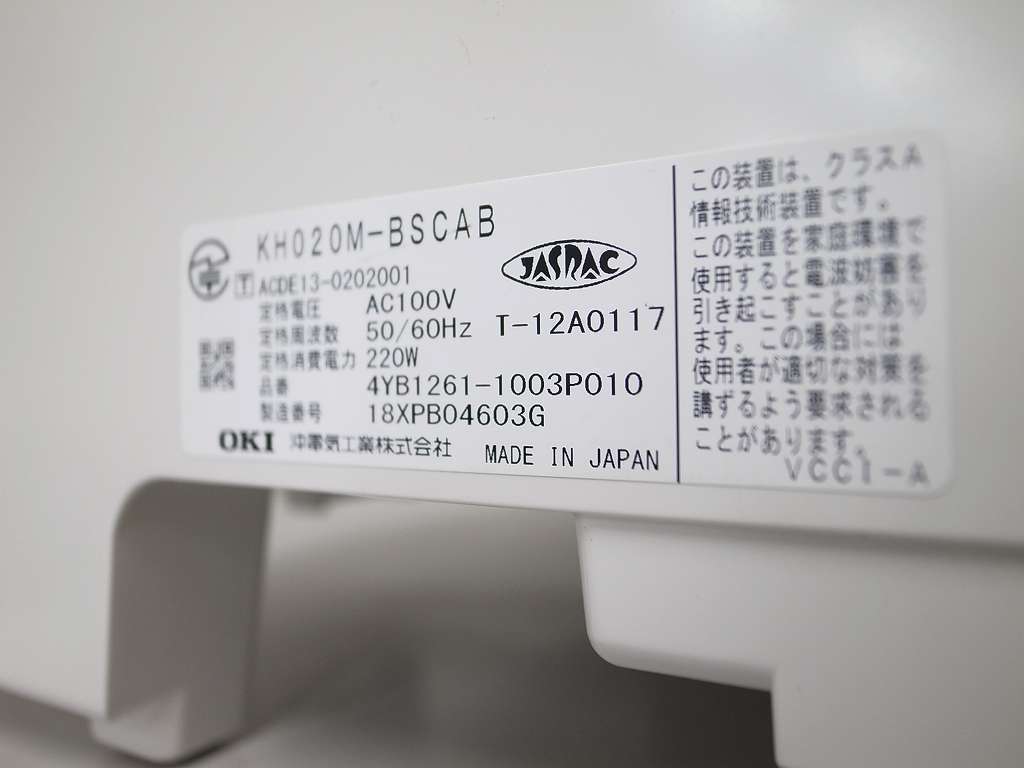 KH020M-BSCAB
T ACDE13-0202001
定格電圧 AC100V
定格周波数 50/60Hz
定格消費電力 220W
品番 4YB1261-1003P010
製造番号 18XPB04603G
OKI 沖電気工業株式会社
JASPAC
T-12A0117
MADE IN JAPAN
この装置は、クラスA
情報技術装置です。
この装置を家庭環境で
使用すると電波妨害を
引き起こすことがあり
ます。この場合には
使用者が適切な対策を
講ずるよう要求される
ことがあります。
VCCI-A